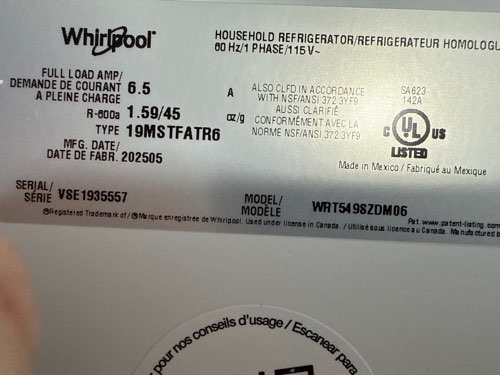 Whirlpool
HOUSEHOLD REFRIGERATOR/REFRIGERATEUR HOMOLOGU
60 Hz/1 PHASE/115 V~
FULL LOAD AMP/
DEMANDE DE COURANT 6.5 A
A PLEINE CHARGE
R-600a 1.59/45 oz/g
TYPE 19MSTFATR6
MFG. DATE/
DATE DE FABR. 202505
ALSO CLFD IN ACCORDANCE
WITH NSF/ANSI 372 3YF9
AUSSI CLARIFIÉ
CONFORMÉMENT AVEC LA
NORME NSF/ANSI 372 3YF9
SA623
142A
C UL US
LISTED
Made in Mexico / Fabriqué au Mexique
SERIAL/
SÉRIE VSE1935557
MODEL/
MODÈLE WRT549SZDM06
Pat. www.patent-listing.com
®Registered Trademark of / ®Marque enregistrée de Whirlpool. Used under license in Canada. / Utilisé sous licence au Canada. Manufactured b
pour nos conseils d'usage / Escanear para